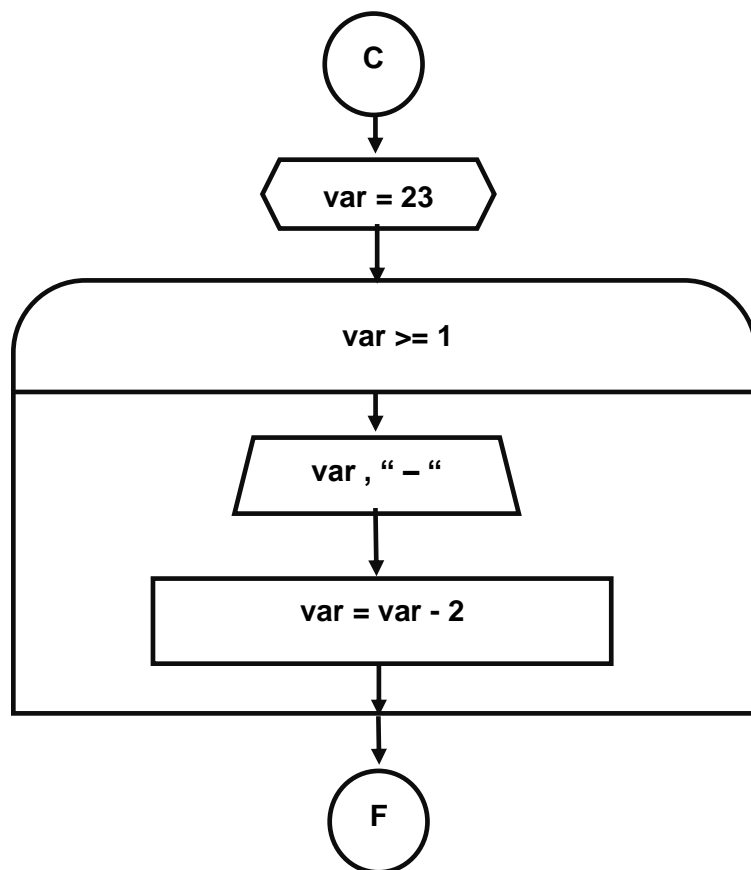 C
var = 23
var >= 1
var , “ – “
var = var - 2
F